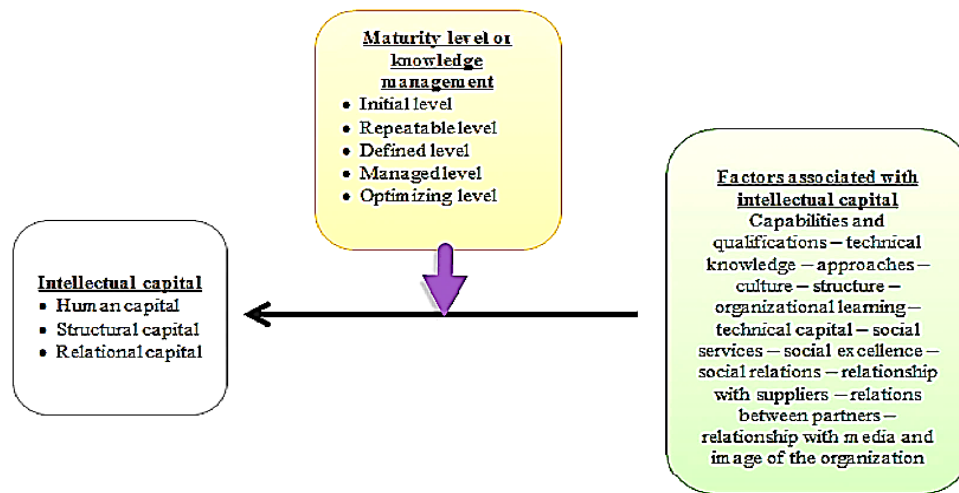 Maturity level or
knowledge
management
• Initial level
• Repeatable level
• Defined level
• Managed level
• Optimizing level
Intellectual capital
• Human capital
• Structural capital
• Relational capital
Factors associated with
intellectual capital
Capabilities and
qualifications – technical
knowledge – approaches –
culture – structure –
organizational learning –
technical capital – social
services – social excellence –
social relations – relationship
with suppliers – relations
between partners –
relationship with media and
image of the organization